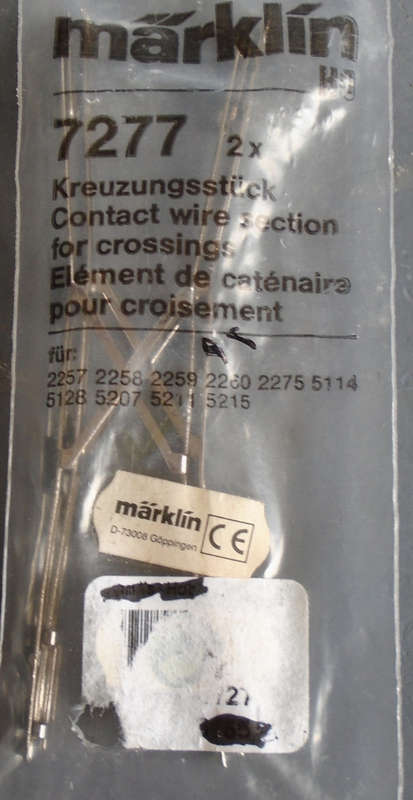 märklin
H0
7277 2x
Kreuzungsstück
Contact wire section
for crossings
Elément de caténaire
pour croisement
für:
2257 2258 2259 2260 2275 5114
5128 5207 5211 5215
märklin
D-73008 Göppingen
CE